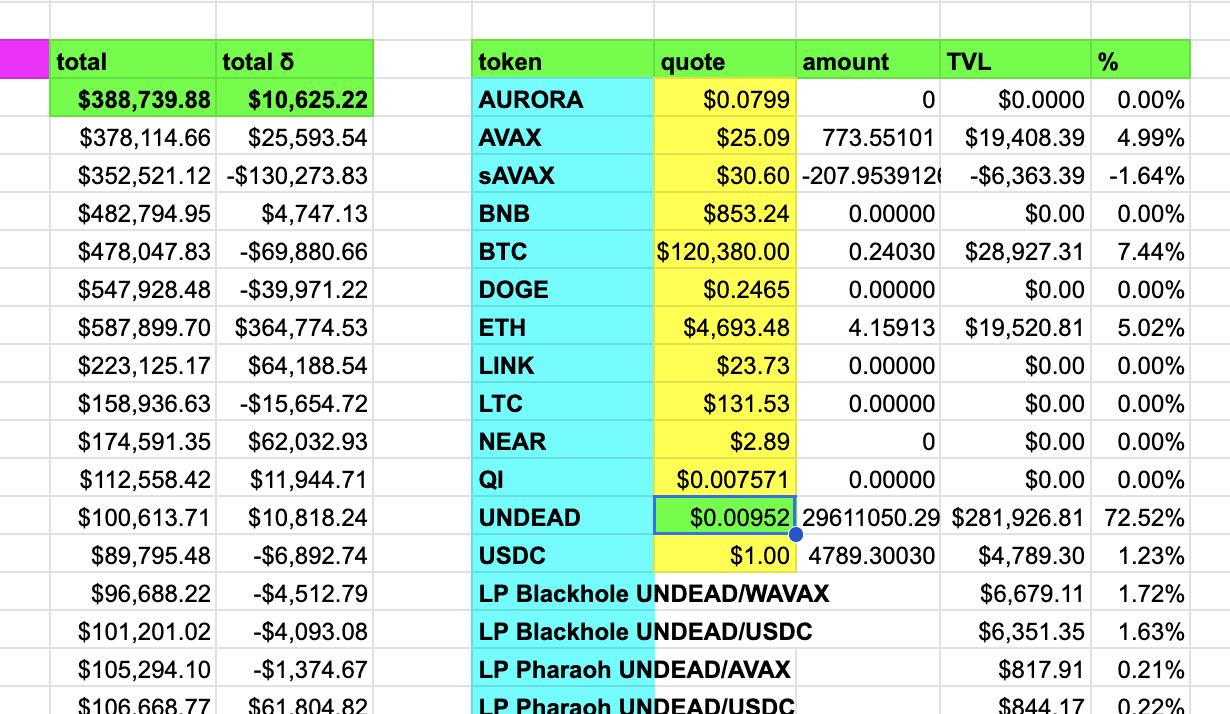 total total δ token quote amount TVL %
$388,739.88 $10,625.22 AURORA $0.0799 0 $0.0000 0.00%
$378,114.66 $25,593.54 AVAX $25.09 773.55101 $19,408.39 4.99%
$352,521.12 -$130,273.83 sAVAX $30.60 -207.9539126 -$6,363.39 -1.64%
$482,794.95 $4,747.13 BNB $853.24 0.00000 $0.00 0.00%
$478,047.83 -$69,880.66 BTC $120,380.00 0.24030 $28,927.31 7.44%
$547,928.48 -$39,971.22 DOGE $0.2465 0.00000 $0.00 0.00%
$587,899.70 $364,774.53 ETH $4,693.48 4.15913 $19,520.81 5.02%
$223,125.17 $64,188.54 LINK $23.73 0.00000 $0.00 0.00%
$158,936.63 -$15,654.72 LTC $131.53 0.00000 $0.00 0.00%
$174,591.35 $62,032.93 NEAR $2.89 0 $0.00 0.00%
$112,558.42 $11,944.71 QI $0.007571 0.00000 $0.00 0.00%
$100,613.71 $10,818.24 UNDEAD $0.00952 29611050.29 $281,926.81 72.52%
$89,795.48 -$6,892.74 USDC $1.00 4789.30030 $4,789.30 1.23%
$96,688.22 -$4,512.79 LP Blackhole UNDEAD/WAVAX $6,679.11 1.72%
$101,201.02 -$4,093.08 LP Blackhole UNDEAD/USDC $6,351.35 1.63%
$105,294.10 -$1,374.67 LP Pharaoh UNDEAD/AVAX $817.91 0.21%
$106,668.77 $61,804.82 LP Pharaoh UNDEAD/USDC $844.17 0.22%